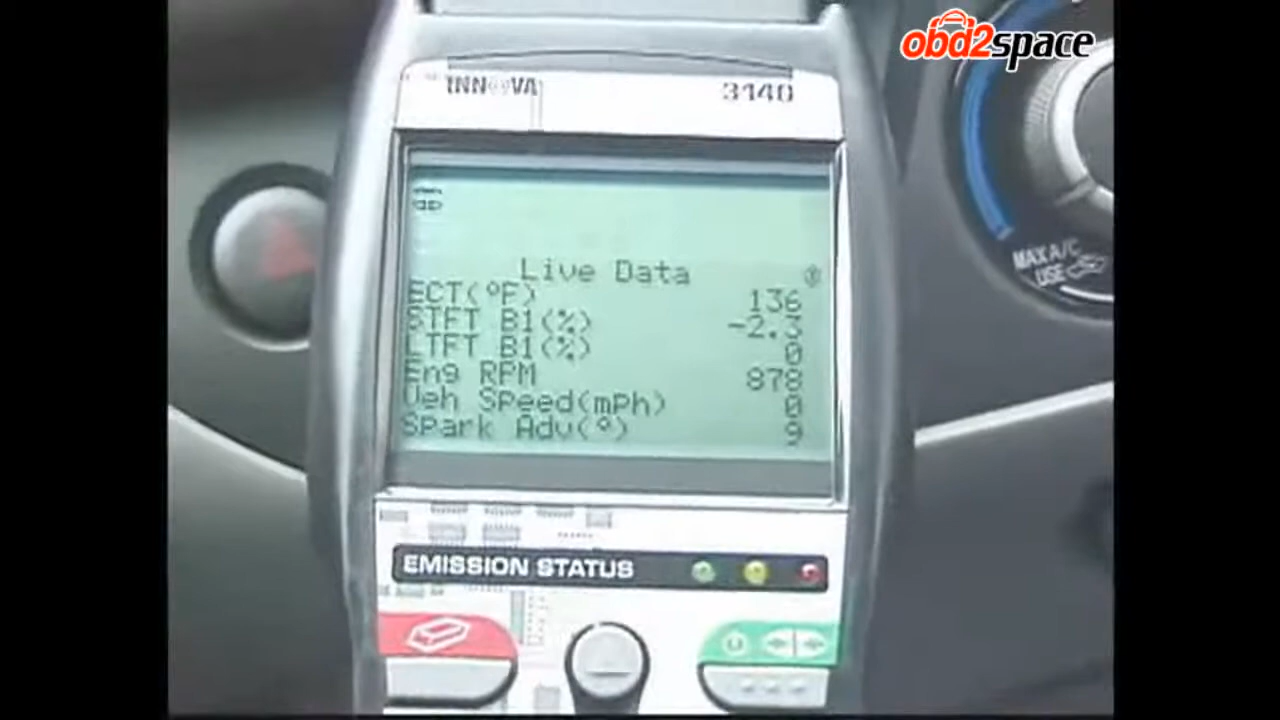 obd2space
INNOVA
3140
MAX A/C
USE
Live Data
ECT(°F) 136
STFT B1(%) -2.3
LTFT B1(%) 0
Eng RPM 878
Veh Speed(mph) 0
Spark Adv(°) 9
EMISSION STATUS